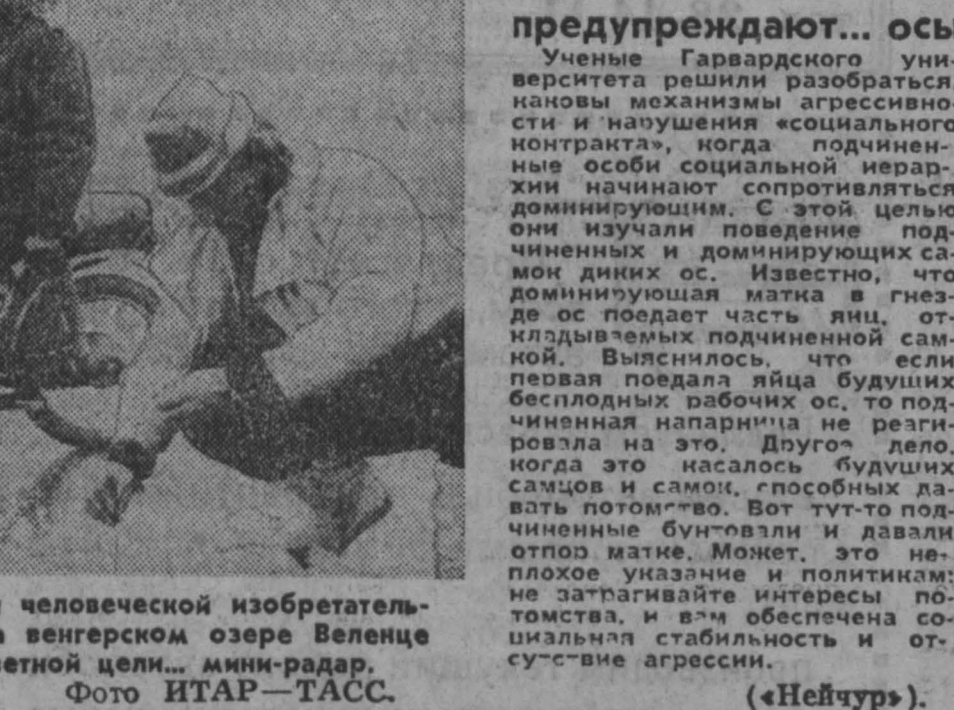 человеческой изобретатель-
венгерском озере Веленце
цели... мини-радар.
Фото ИТАР—ТАСС.
предупреждают... осы
Ученые Гарвардского уни-
верситета решили разобраться,
каковы механизмы агрессивно-
сти и нарушения «социального
контракта», когда подчинен-
ные особи социальной иерар-
хии начинают сопротивляться
доминирующим. С этой целью
они изучали поведение под-
чиненных и доминирующих са-
мок диких ос. Известно, что
доминирующая матка в гнез-
де ос поедает часть яиц, от-
кладываемых подчиненной сам-
кой. Выяснилось, что если
первая поедала яйца будущих
бесплодных рабочих ос, то под-
чиненная напарница не реаги-
ровала на это. Другое дело,
когда это касалось будущих
самцов и самок, способных да-
вать потомство. Вот тут-то под-
чиненные бунтовали и давали
отпор матке. Может, это не-
плохое указание и политикам:
не затрагивайте интересы по-
томства, и вам обеспечена со-
циальная стабильность и от-
сутствие агрессии.
(«Нейчур»).